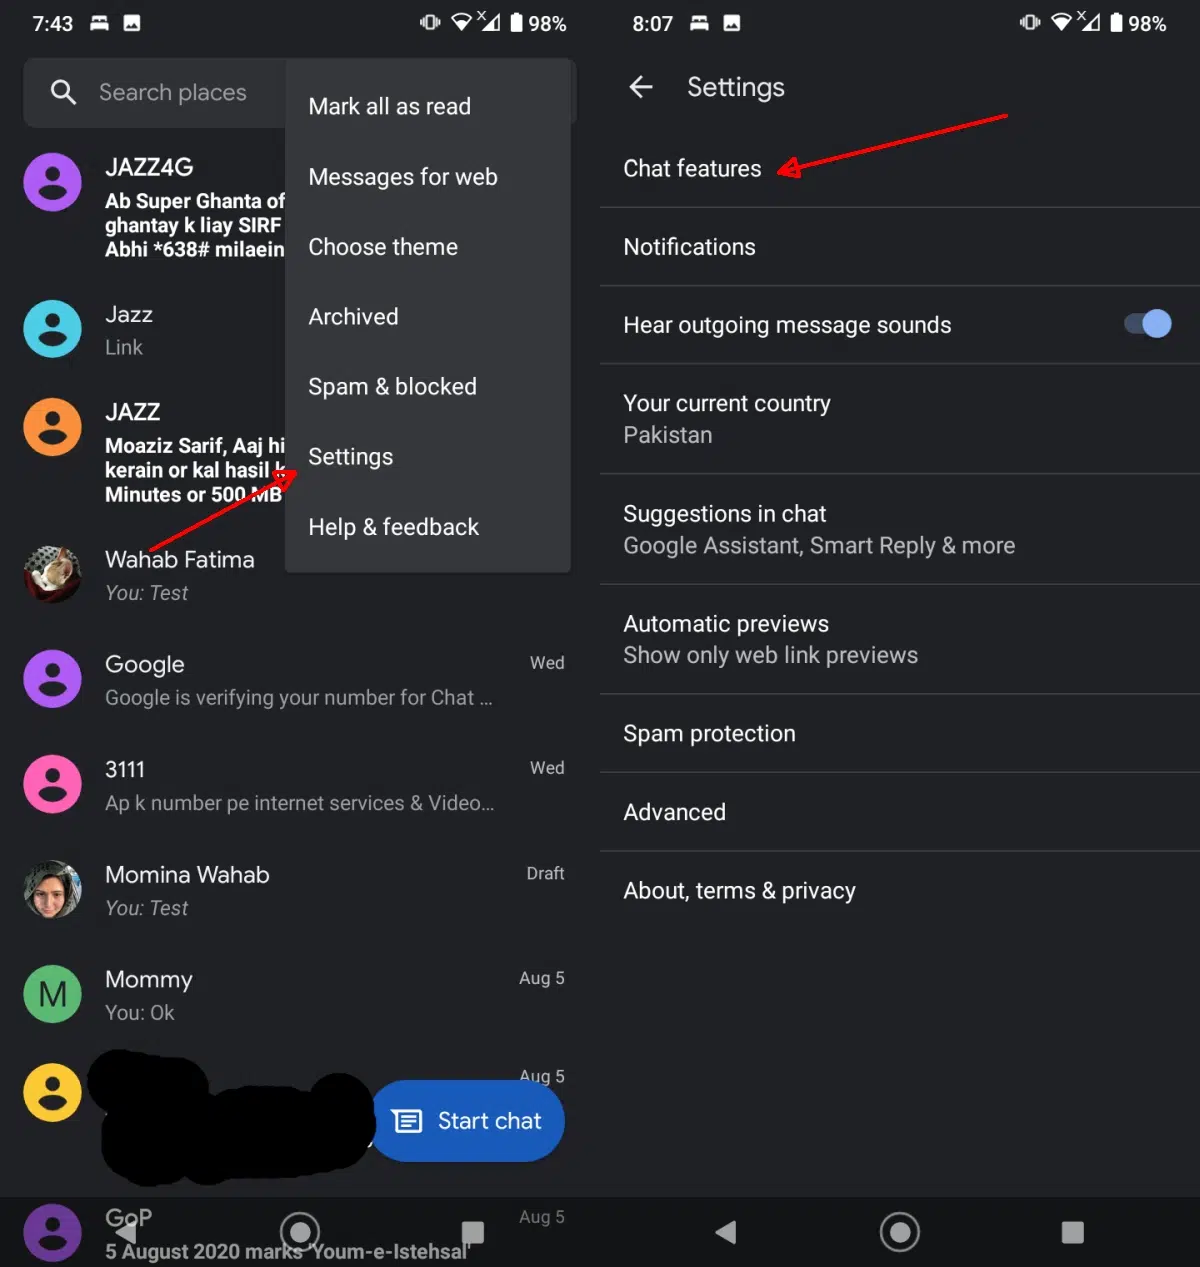 7:43
98%
Search places
Mark all as read
Messages for web
Choose theme
Archived
Spam & blocked
Settings
Help & feedback
JAZZ4G
Ab Super Ghanta of
ghantay k liay SIRF
Abhi *638# milaein
Jazz
Link
JAZZ
Moaziz Sarif, Aaj hi
kerain or kal hasil k
Minutes or 500 MB
Wahab Fatima
You: Test
Google
Wed
Google is verifying your number for Chat ...
3111
Wed
Ap k number pe internet services & Video...
Momina Wahab
Draft
You: Test
M
Mommy
Aug 5
You: Ok
Aug 5
Start chat
GoP
Aug 5
5 August 2020 marks 'Youm-e-Istehsal'
8:07
98%
Settings
Chat features
Notifications
Hear outgoing message sounds
Your current country
Pakistan
Suggestions in chat
Google Assistant, Smart Reply & more
Automatic previews
Show only web link previews
Spam protection
Advanced
About, terms & privacy